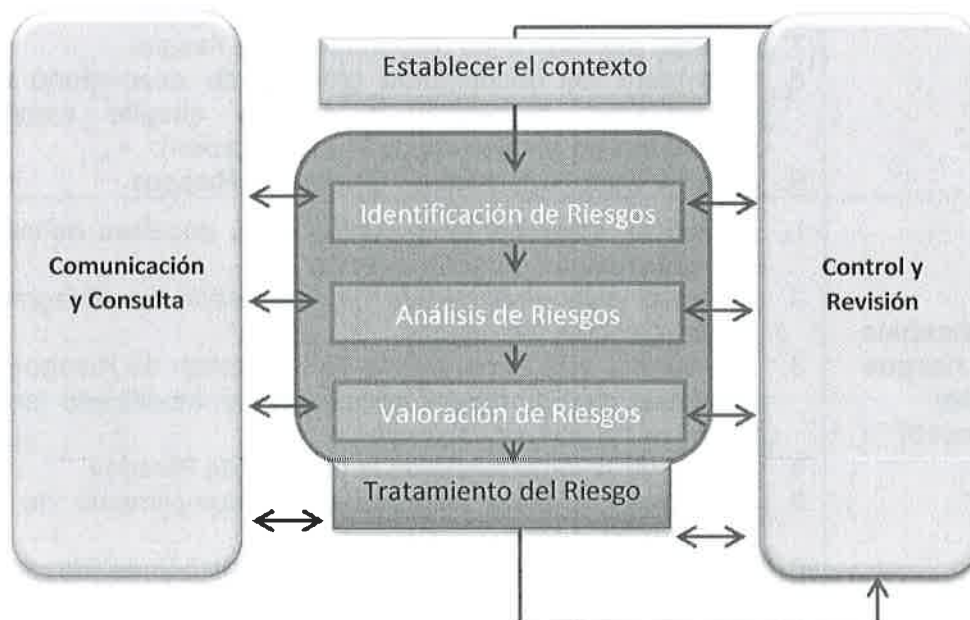 Establecer el contexto
Identificación de Riesgos
Comunicación
y Consulta
Control y
Revisión
Análisis de Riesgos
Valoración de Riesgos
Tratamiento del Riesgo